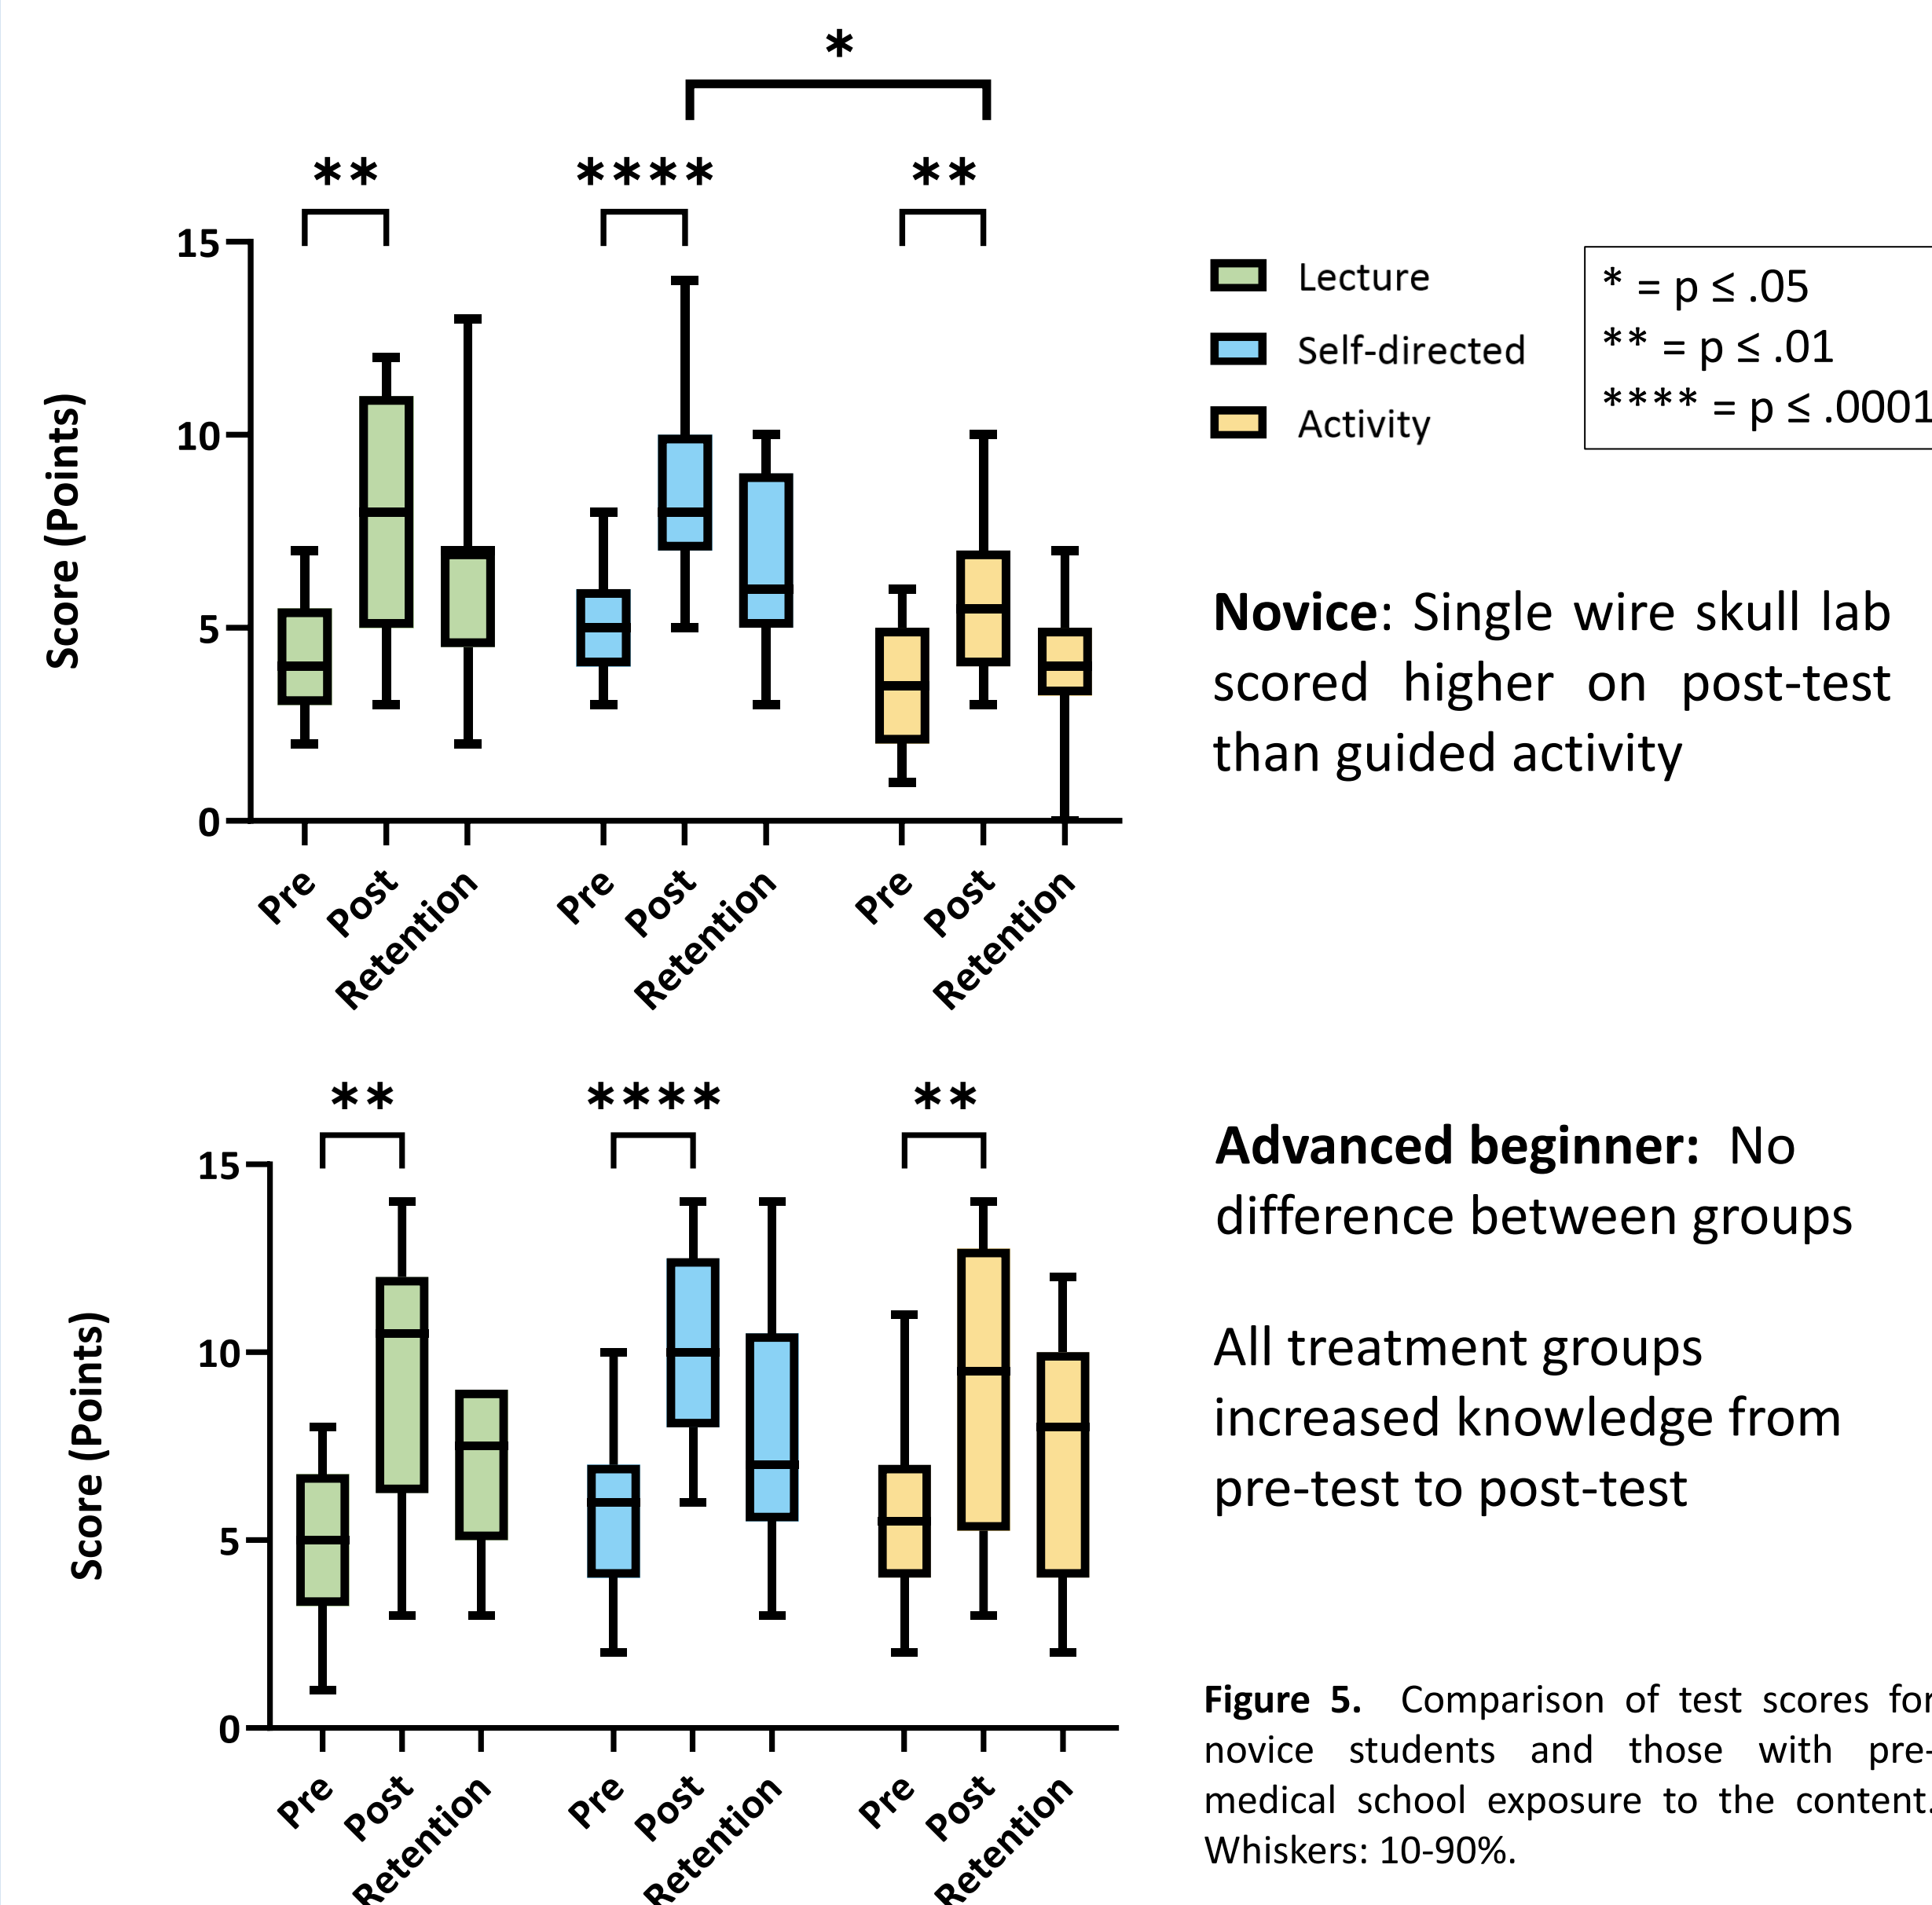 *
** **** **
15
10
5
0
Score (Points)
Pre Post Retention Pre Post Retention Pre Post Retention
Lecture
Self-directed
Activity
* = p ≤ .05
** = p ≤ .01
**** = p ≤ .0001
Novice: Single wire skull lab
scored higher on post-test
than guided activity
** **** **
15
10
5
0
Score (Points)
Pre Post Retention Pre Post Retention Pre Post Retention
Advanced beginner: No
difference between groups
All treatment groups
increased knowledge from
pre-test to post-test
Figure 5. Comparison of test scores for
novice students and those with pre-
medical school exposure to the content.
Whiskers: 10-90%.